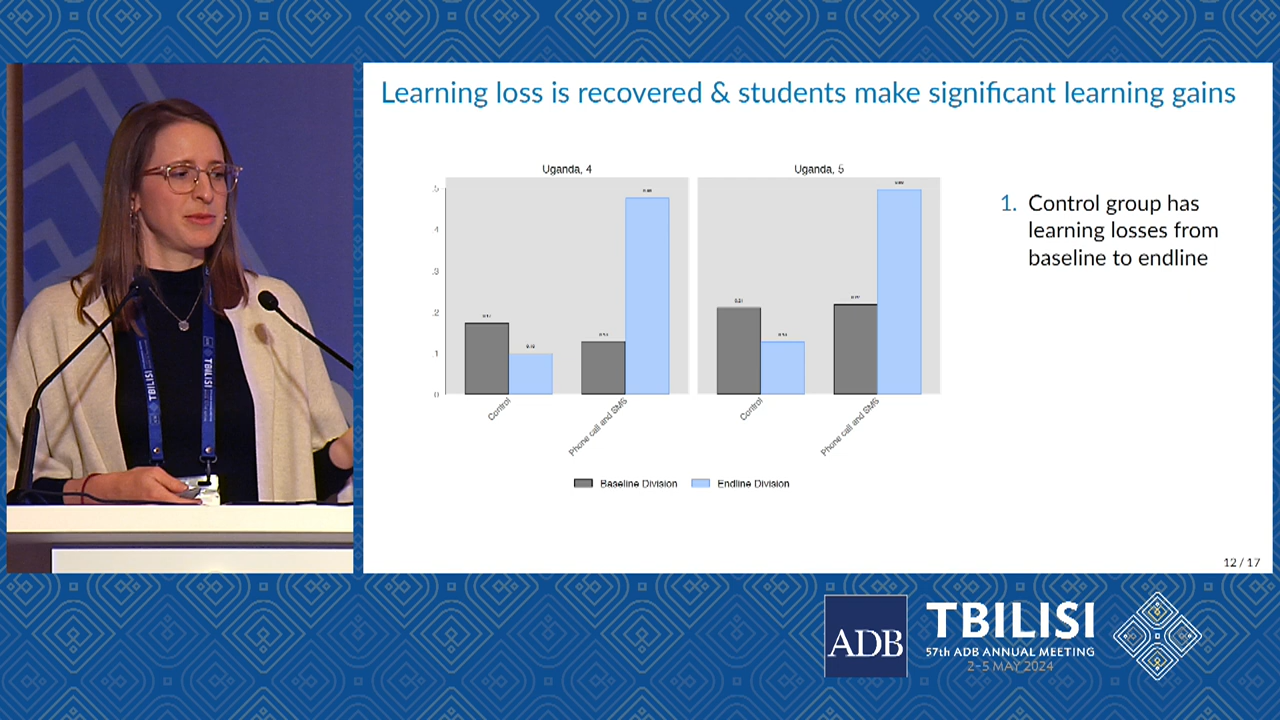 Learning loss is recovered & students make significant learning gains
Uganda, 4
Uganda, 5
.5
.4
.3
.2
.1
0
Control
Phone call and SMS
Control
Phone call and SMS
Baseline Division
Endline Division
1. Control group has
learning losses from
baseline to endline
12 / 17
TBILISI
TBILISI
ADB
TBILISI
57th ADB ANNUAL MEETING
2–5 MAY 2024